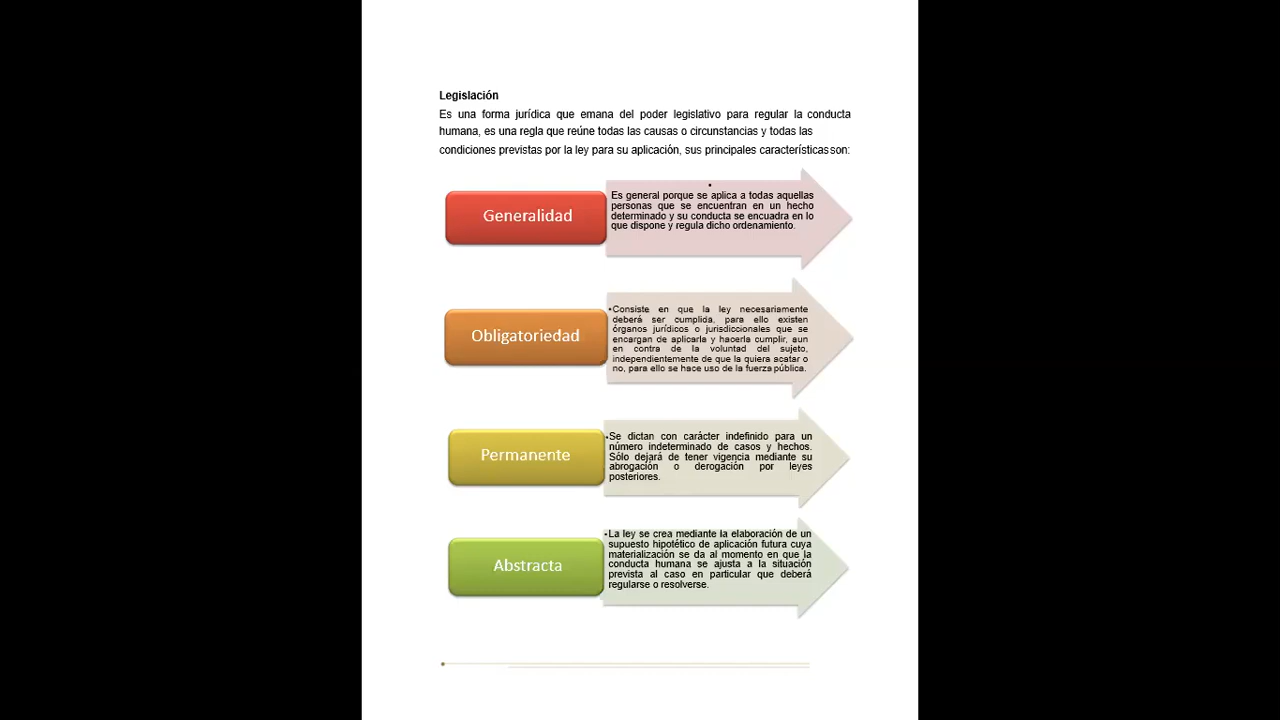 Legislación
Es una forma jurídica que emana del poder legislativo para regular la conducta
humana, es una regla que reúne todas las causas o circunstancias y todas las
condiciones previstas por la ley para su aplicación, sus principales características son:
Generalidad
•
Es general porque se aplica a todas aquellas
personas que se encuentran en un hecho
determinado y su conducta se encuadra en lo
que dispone y regula dicho ordenamiento.
Obligatoriedad
•Consiste en que la ley necesariamente
deberá ser cumplida, para ello existen
órganos jurídicos o jurisdiccionales que se
encargan de aplicarla y hacerla cumplir, aun
en contra de la voluntad del sujeto,
independientemente de que la quiera acatar o
no, para ello se hace uso de la fuerza pública.
Permanente
•Se dictan con carácter indefinido para un
número indeterminado de casos y hechos.
Sólo dejará de tener vigencia mediante su
abrogación o derogación por leyes
posteriores.
Abstracta
•La ley se crea mediante la elaboración de un
supuesto hipotético de aplicación futura cuya
materialización se da al momento en que la
conducta humana se ajusta a la situación
prevista al caso en particular que deberá
regularse o resolverse.